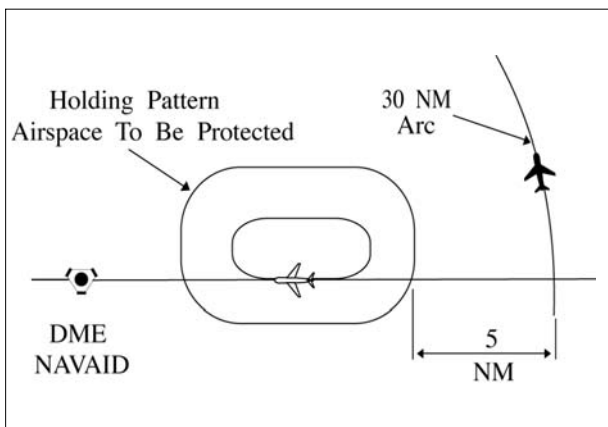 Holding Pattern
Airspace To Be Protected
30 NM
Arc
DME
NAVAID
5
NM